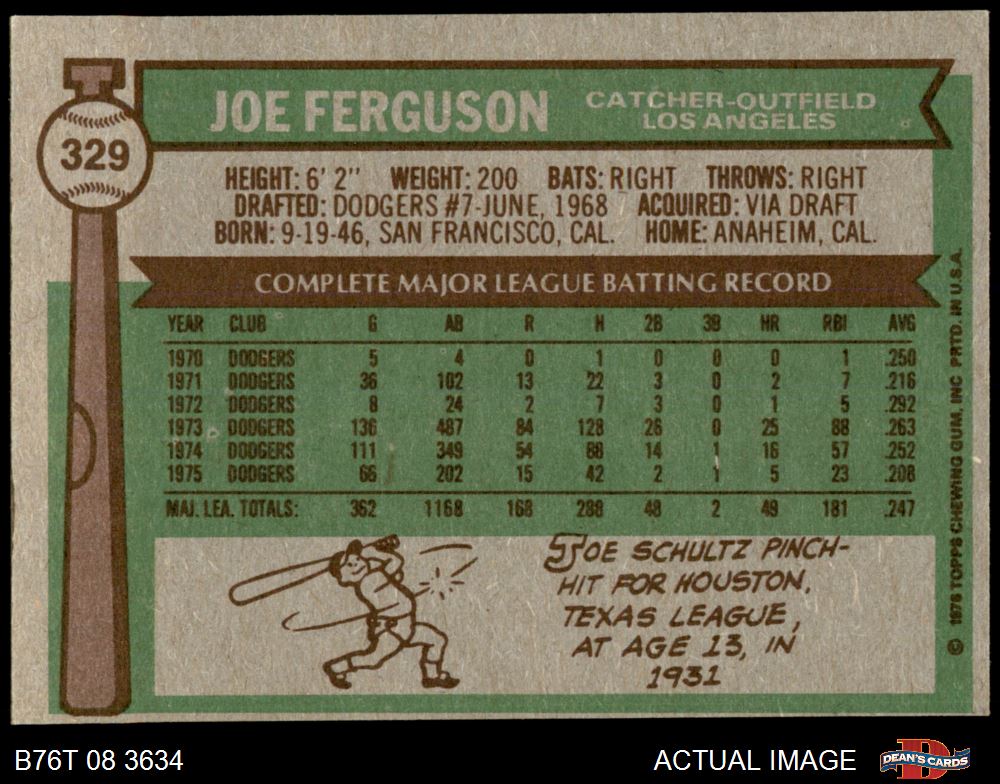 329
JOE FERGUSON
CATCHER-OUTFIELD
LOS ANGELES
HEIGHT: 6' 2" WEIGHT: 200 BATS: RIGHT THROWS: RIGHT
DRAFTED: DODGERS #7-JUNE, 1968 ACQUIRED: VIA DRAFT
BORN: 9-19-46, SAN FRANCISCO, CAL. HOME: ANAHEIM, CAL.
COMPLETE MAJOR LEAGUE BATTING RECORD
YEAR CLUB G AB R H 2B 3B HR RBI AVG
1970 DODGERS 5 4 0 1 0 0 0 1 .250
1971 DODGERS 36 102 13 22 3 0 2 7 .216
1972 DODGERS 8 24 2 7 3 0 1 5 .292
1973 DODGERS 136 487 84 128 26 0 25 88 .263
1974 DODGERS 111 349 54 88 14 1 16 57 .252
1975 DODGERS 66 202 15 42 2 1 5 23 .208
MAJ. LEA. TOTALS: 362 1168 168 288 48 2 49 181 .247
JOE SCHULTZ PINCH-
HIT FOR HOUSTON,
TEXAS LEAGUE,
AT AGE 13, IN
1931
© 1976 TOPPS CHEWING GUM, INC PRTD. IN U.S.A.
B76T 08 3634 ACTUAL IMAGE
DEAN'S CARDS